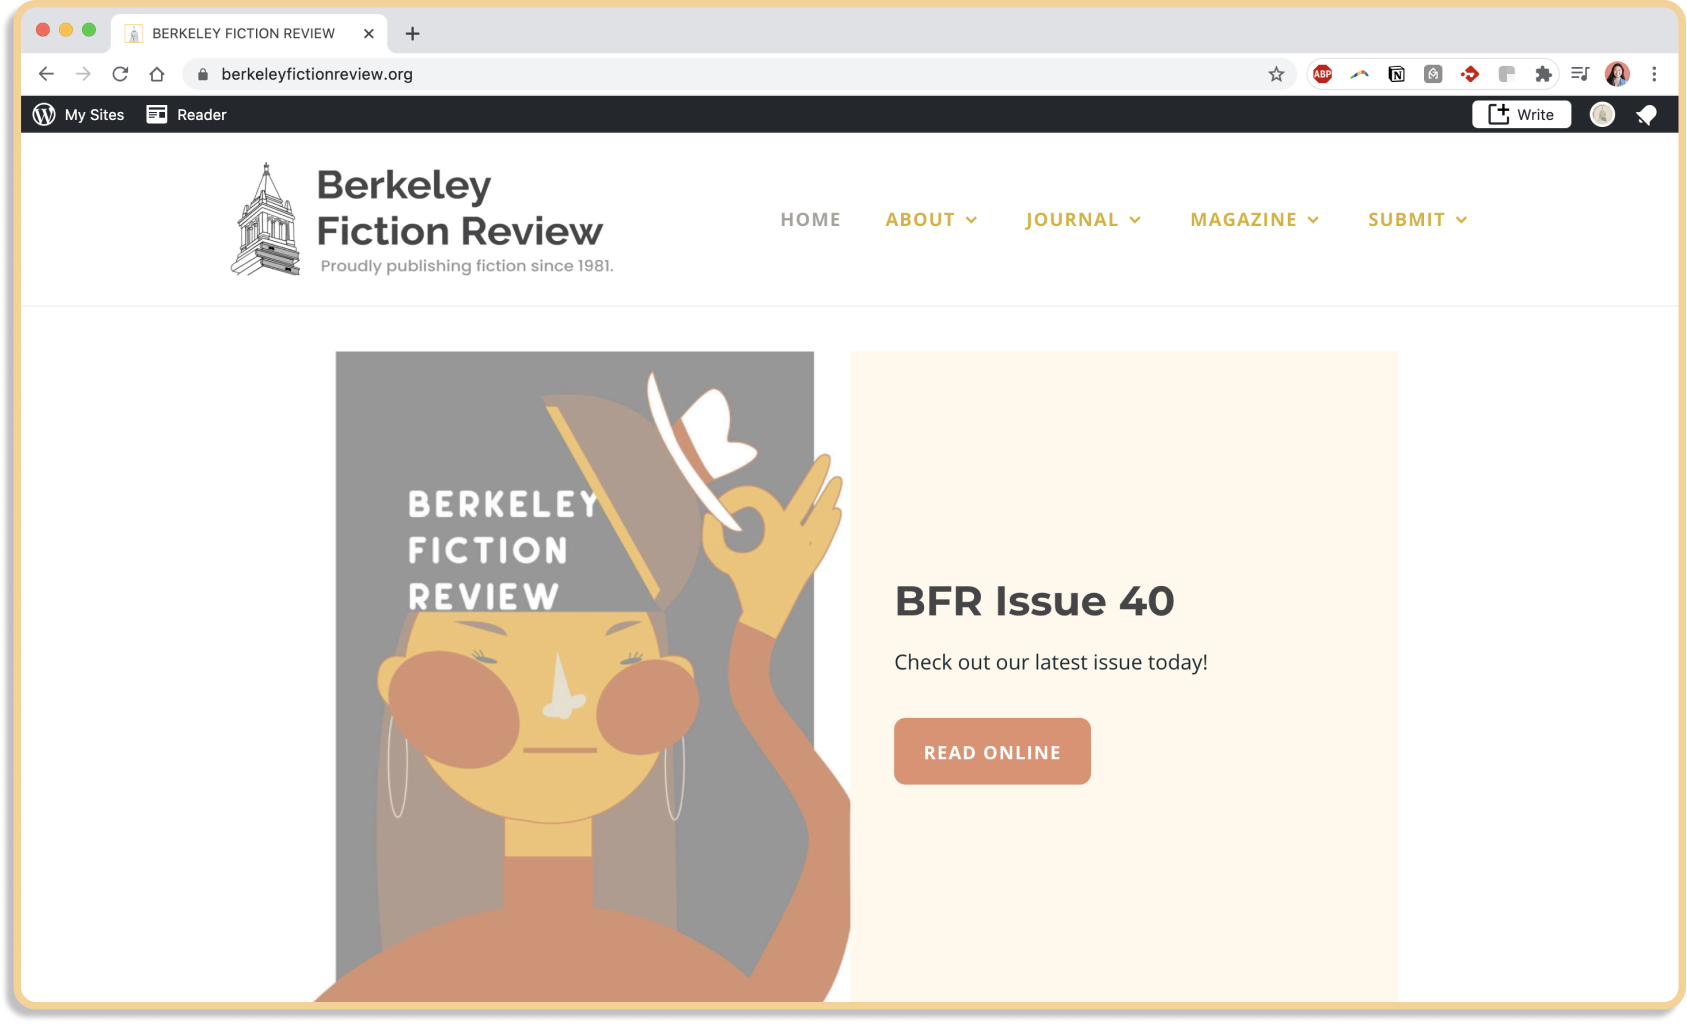 BERKELEY FICTION REVIEW
berkeleyfictionreview.org
ABP
N
My Sites
Reader
Write
Berkeley
Fiction Review
Proudly publishing fiction since 1981.
HOME
ABOUT
JOURNAL
MAGAZINE
SUBMIT
BERKELEY
FICTION
REVIEW
BFR Issue 40
Check out our latest issue today!
READ ONLINE